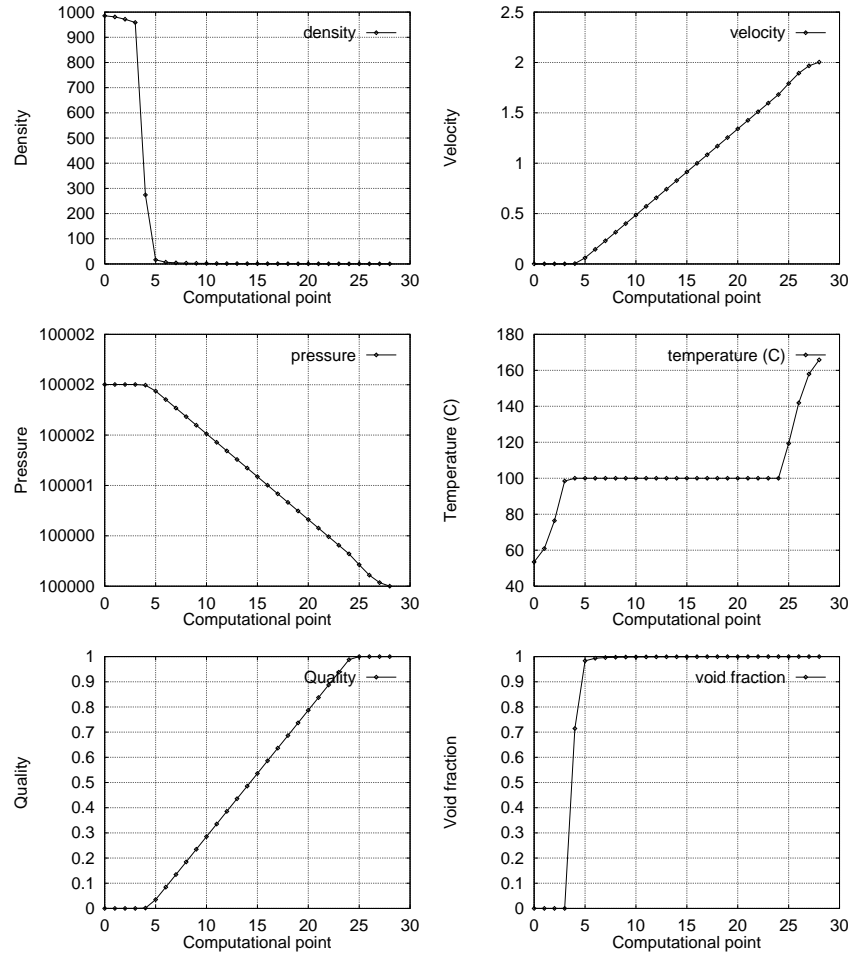 1000
900
800
700
600
500
400
300
200
100
0
0 5 10 15 20 25 30
Density
Computational point
density
2.5
2
1.5
1
0.5
0
0 5 10 15 20 25 30
Velocity
Computational point
velocity
100002
100002
100002
100001
100000
100000
0 5 10 15 20 25 30
Pressure
Computational point
pressure
180
160
140
120
100
80
60
40
0 5 10 15 20 25 30
Temperature (C)
Computational point
temperature (C)
1
0.9
0.8
0.7
0.6
0.5
0.4
0.3
0.2
0.1
0
0 5 10 15 20 25 30
Quality
Computational point
Quality
1
0.9
0.8
0.7
0.6
0.5
0.4
0.3
0.2
0.1
0
0 5 10 15 20 25 30
Void fraction
Computational point
void fraction